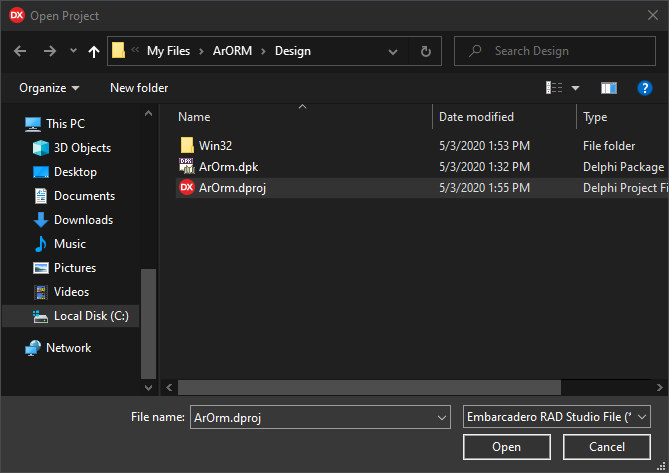 DX Open Project
My Files > ArORM > Design
Search Design
Organize New folder
?
Name Date modified Type
This PC
3D Objects
Desktop
Documents
Downloads
Music
Pictures
Videos
Local Disk (C:)
Network
Win32 5/3/2020 1:53 PM File folder
DPK ArOrm.dpk 5/3/2020 1:32 PM Delphi Package
DX ArOrm.dproj 5/3/2020 1:55 PM Delphi Project Fi
File name: ArOrm.dproj Embarcadero RAD Studio File (*
Open Cancel